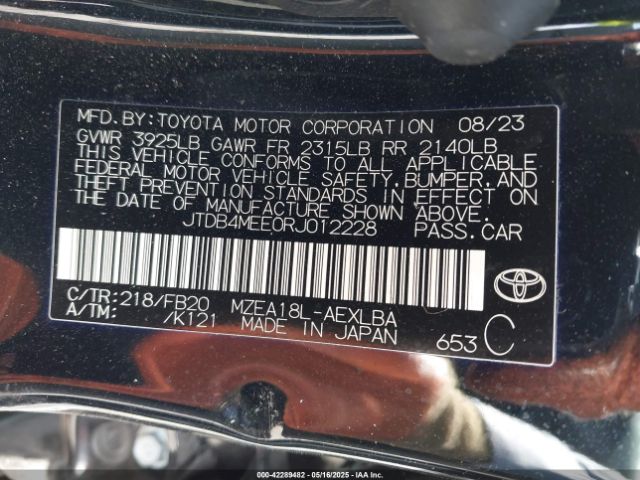 MFD.BY:TOYOTA MOTOR CORPORATION 08/23
GVWR 3925LB GAWR FR 2315LB RR 2140LB
THIS VEHICLE CONFORMS TO ALL APPLICABLE
FEDERAL MOTOR VEHICLE SAFETY,BUMPER,AND
THEFT PREVENTION STANDARDS IN EFFECT ON
THE DATE OF MANUFACTURE SHOWN ABOVE.
JTDB4MEE0RJ012228 PASS.CAR
C/TR:218/FB20 MZEA18L-AEXLBA
A/TM: /K121 MADE IN JAPAN 653 C
000-42289482 - 05/16/2025 - IAAI.COM